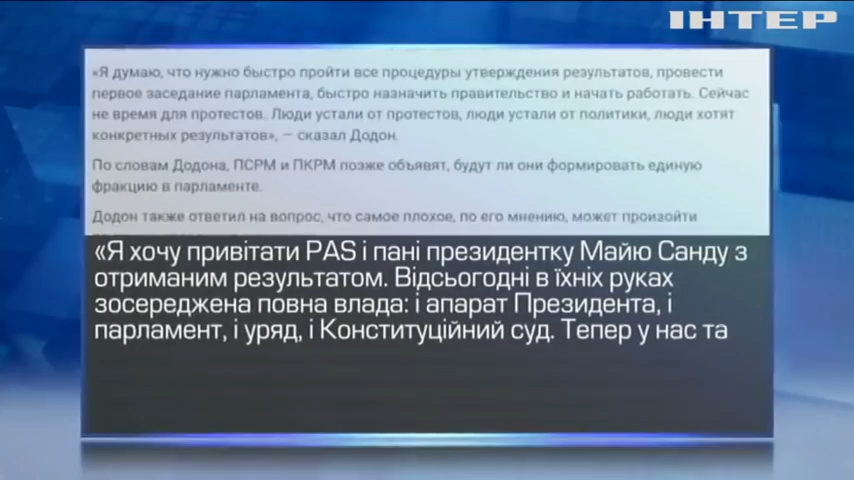 ІНТЕР
«Я думаю, что нужно быстро пройти все процедуры утверждения результатов, провести
первое заседание парламента, быстро назначить правительство и начать работать. Сейчас
не время для протестов. Люди устали от протестов, люди устали от политики, люди хотят
конкретных результатов», — сказал Додон.
По словам Додона, ПСРМ и ПКРМ позже объявят, будут ли они формировать единую
фракцию в парламенте.
Додон также ответил на вопрос, что самое плохое, по его мнению, может произойти
«Я хочу привітати PAS і пані президентку Майю Санду з
отриманим результатом. Відсьогодні в їхніх руках
зосереджена повна влада: і апарат Президента, і
парламент, і уряд, і Конституційний суд. Тепер у нас та